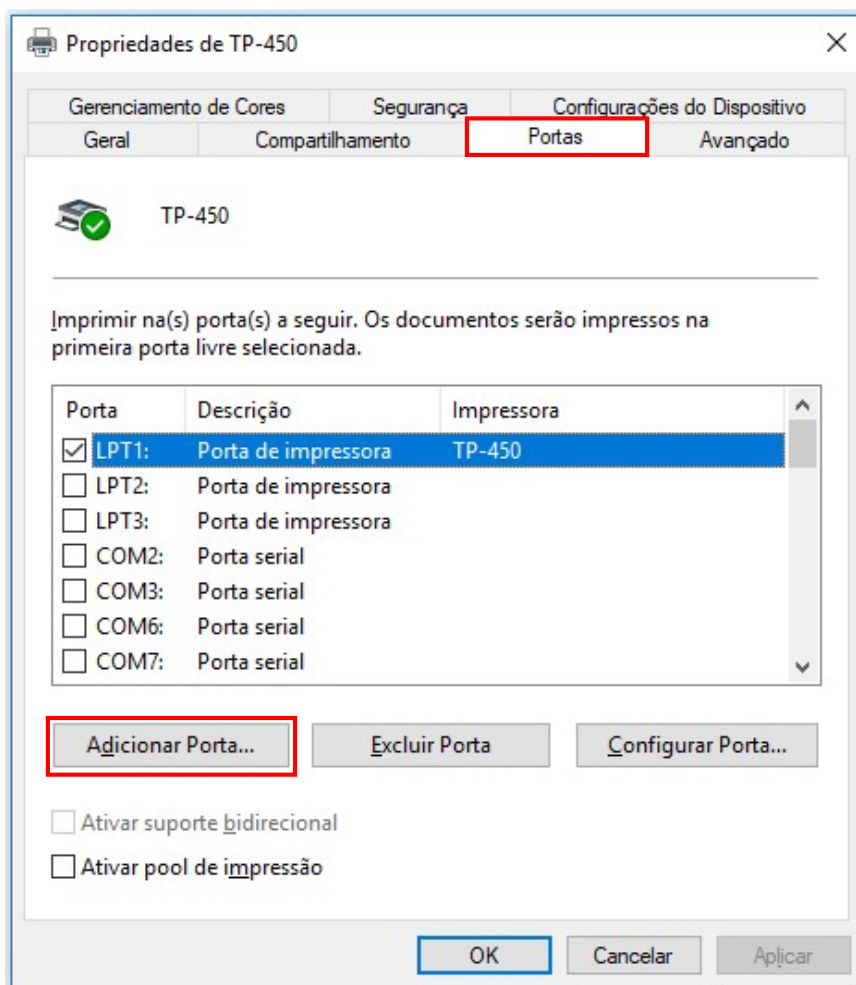 Propriedades de TP-450
Gerenciamento de Cores Segurança Configurações do Dispositivo
Geral Compartilhamento Portas Avançado
TP-450
Imprimir na(s) porta(s) a seguir. Os documentos serão impressos na
primeira porta livre selecionada.
Porta Descrição Impressora
LPT1: Porta de impressora TP-450
LPT2: Porta de impressora
LPT3: Porta de impressora
COM2: Porta serial
COM3: Porta serial
COM6: Porta serial
COM7: Porta serial
Adicionar Porta... Excluir Porta Configurar Porta...
Ativar suporte bidirecional
Ativar pool de impressão
OK Cancelar Aplicar